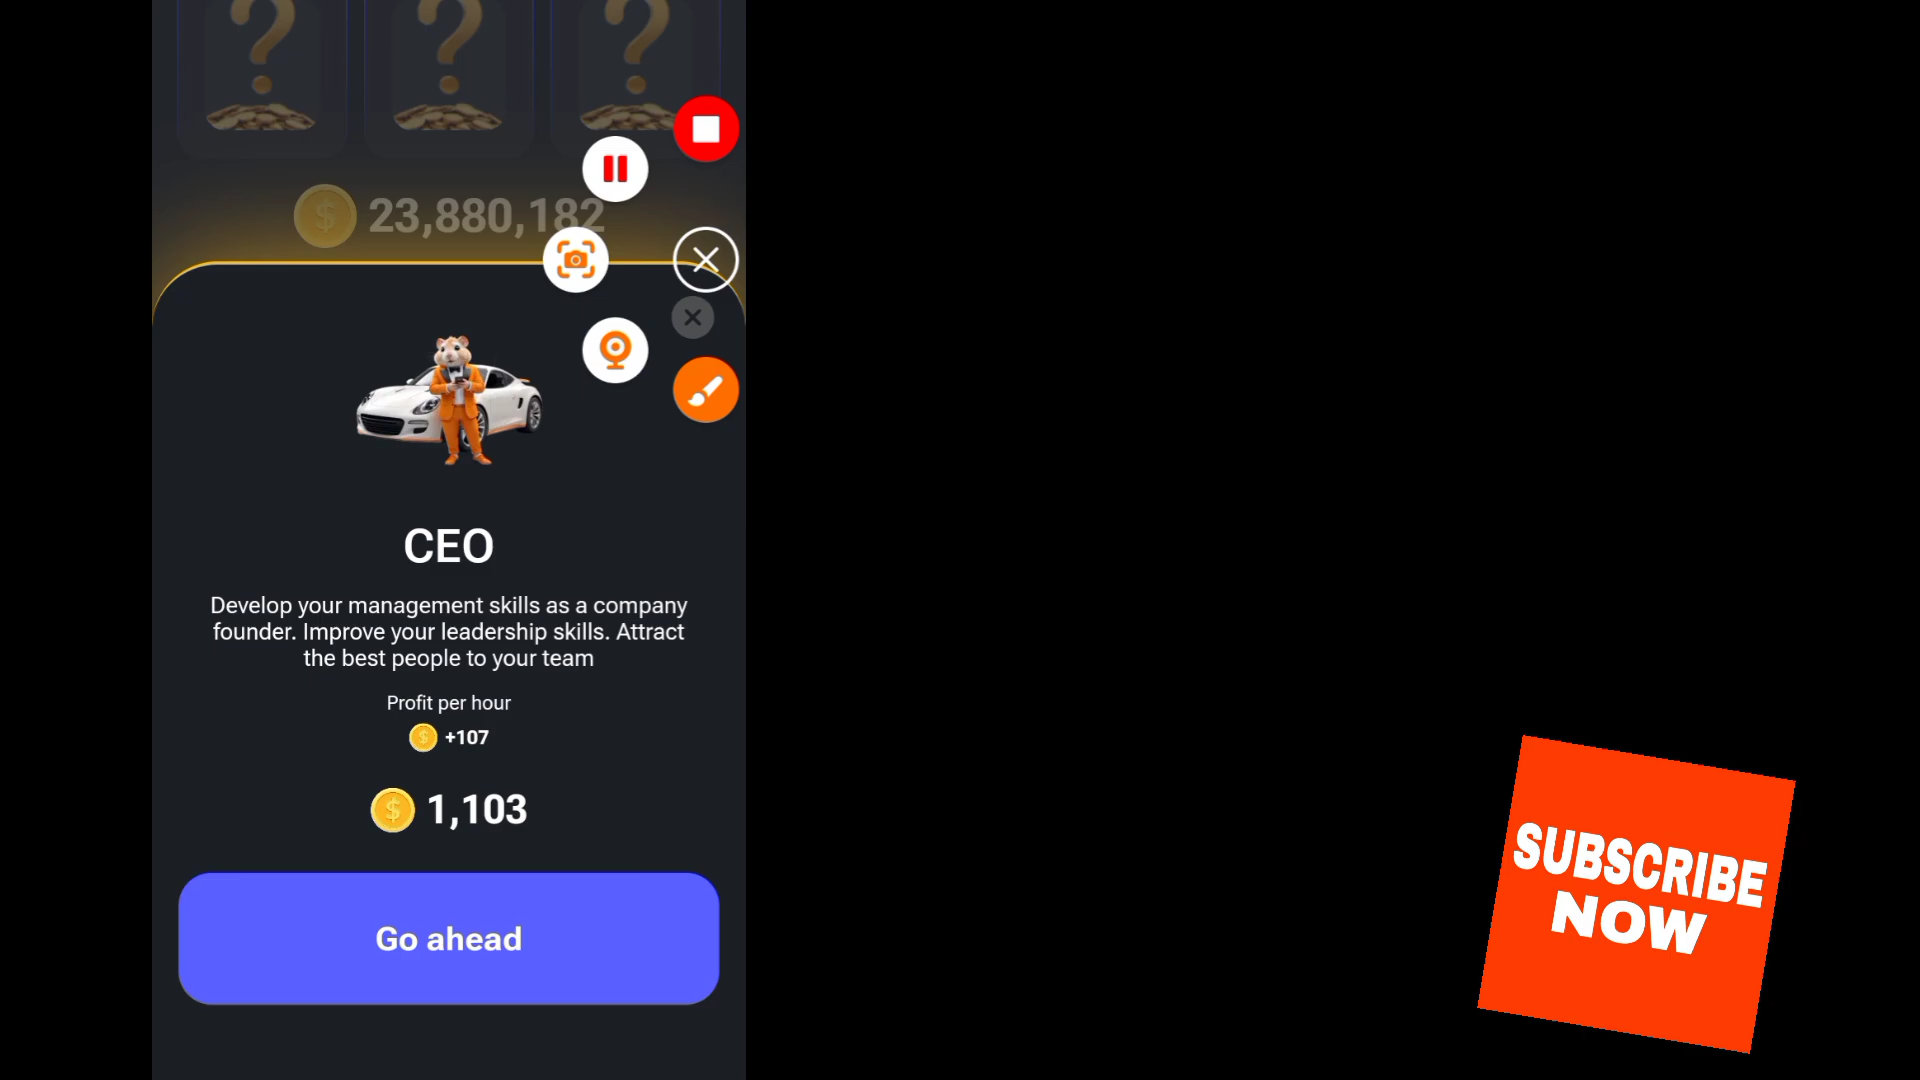 ? ? ?
23,880,182
CEO
Develop your management skills as a company
founder. Improve your leadership skills. Attract
the best people to your team
Profit per hour
$ +107
$ 1,103
Go ahead
SUBSCRIBE
NOW